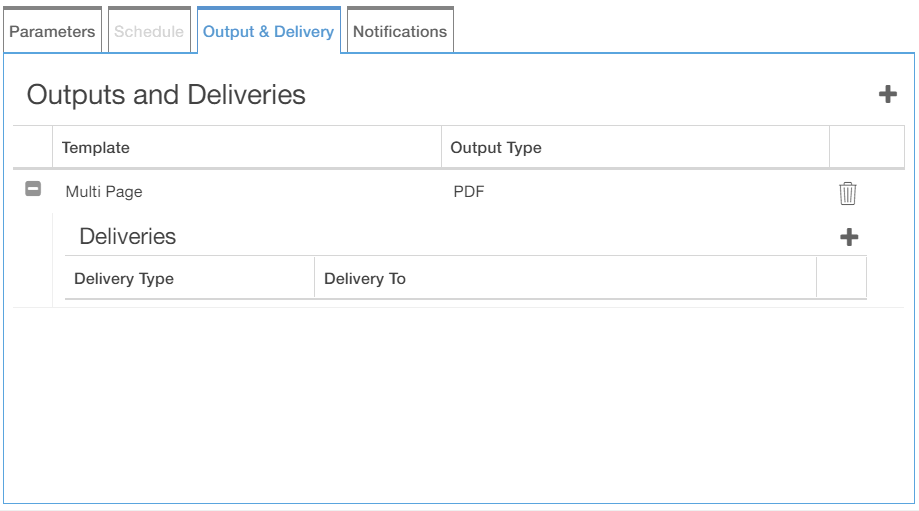 Parameters Schedule Output & Delivery Notifications
Outputs and Deliveries
Template Output Type
Multi Page PDF
Deliveries
Delivery Type Delivery To